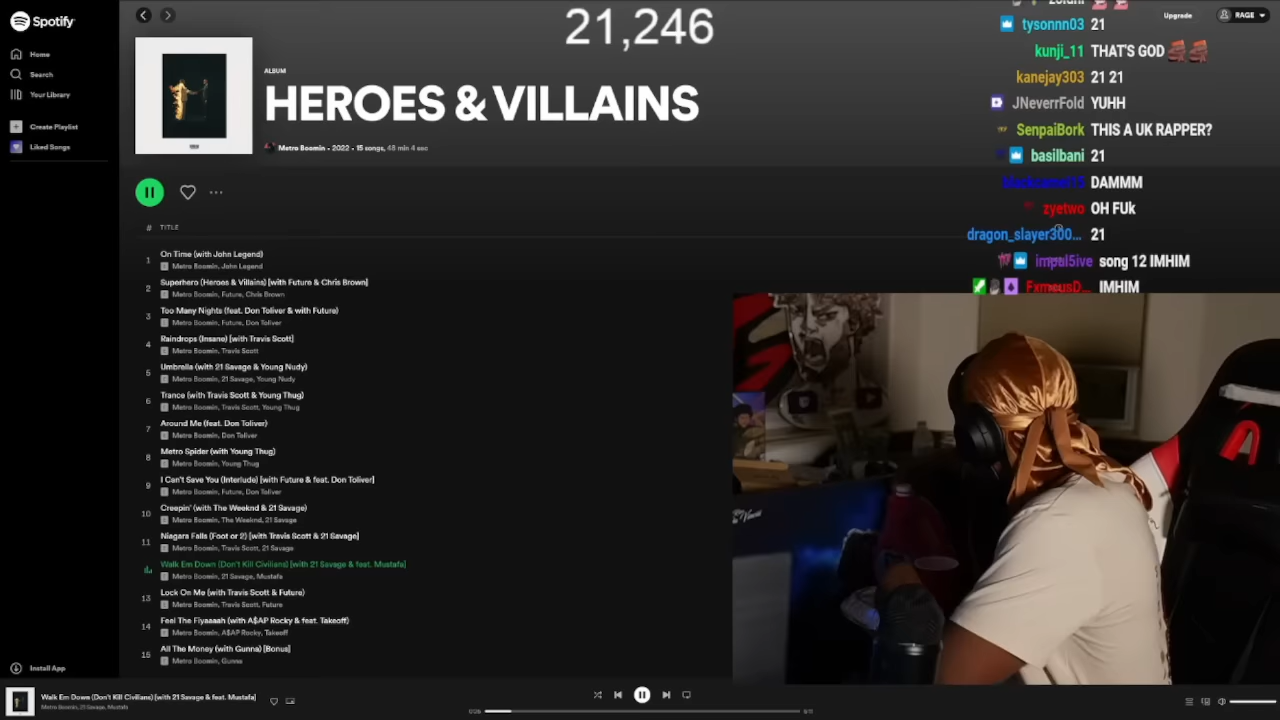 Spotify
Home
Search
Your Library
Create Playlist
Liked Songs
Install App
21,246
Upgrade
RAGE
ALBUM
HEROES & VILLAINS
Metro Boomin • 2022 • 15 songs, 48 min 4 sec
# TITLE
1 On Time (with John Legend)
Metro Boomin, John Legend
2 Superhero (Heroes & Villains) [with Future & Chris Brown]
Metro Boomin, Future, Chris Brown
3 Too Many Nights (feat. Don Toliver & with Future)
Metro Boomin, Future, Don Toliver
4 Raindrops (Insane) [with Travis Scott]
Metro Boomin, Travis Scott
5 Umbrella (with 21 Savage & Young Nudy)
Metro Boomin, 21 Savage, Young Nudy
6 Trance (with Travis Scott & Young Thug)
Metro Boomin, Travis Scott, Young Thug
7 Around Me (feat. Don Toliver)
Metro Boomin, Don Toliver
8 Metro Spider (with Young Thug)
Metro Boomin, Young Thug
9 I Can't Save You (Interlude) [with Future & feat. Don Toliver]
Metro Boomin, Future, Don Toliver
10 Creepin' (with The Weeknd & 21 Savage)
Metro Boomin, The Weeknd, 21 Savage
11 Niagara Falls (Foot or 2) [with Travis Scott & 21 Savage]
Metro Boomin, Travis Scott, 21 Savage
Walk Em Down (Don't Kill Civilians) [with 21 Savage & feat. Mustafa]
Metro Boomin, 21 Savage, Mustafa
13 Lock On Me (with Travis Scott & Future)
Metro Boomin, Travis Scott, Future
14 Feel The Fiyaaaah (with A$AP Rocky & feat. Takeoff)
Metro Boomin, A$AP Rocky, Takeoff
15 All The Money (with Gunna) [Bonus]
Metro Boomin, Gunna
tysonnn03 21
kunji_11 THAT'S GOD
kanejay303 21 21
JNeverrFold YUHH
SenpaiBork THIS A UK RAPPER?
basilbani 21
DAMMM
zyetwo OH FUk
dragon_slayer300... 21
impul5ive song 12 IMHIM
FxmousD... IMHIM
Walk Em Down (Don't Kill Civilians) [with 21 Savage & feat. Mustafa]
Metro Boomin, 21 Savage, Mustafa